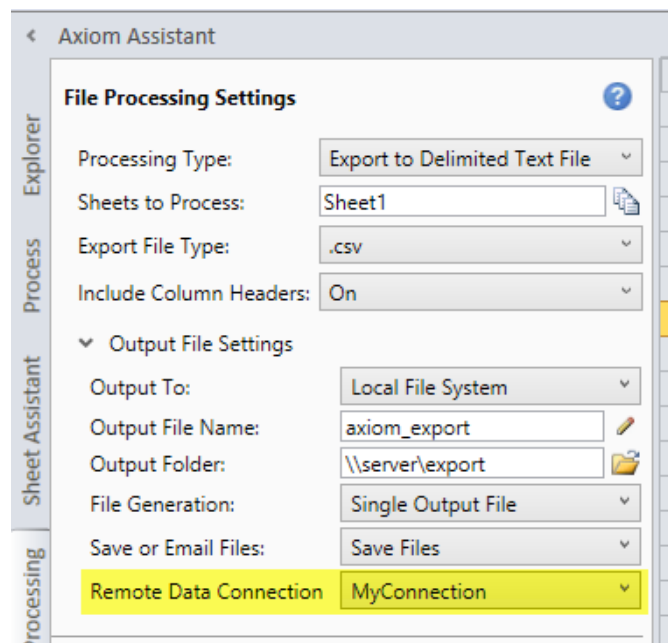 Axiom Assistant
File Processing Settings
Processing Type: Export to Delimited Text File
Sheets to Process: Sheet1
Export File Type: .csv
Include Column Headers: On
Output File Settings
Output To: Local File System
Output File Name: axiom_export
Output Folder: \\server\export
File Generation: Single Output File
Save or Email Files: Save Files
Remote Data Connection MyConnection
Explorer
Process
Sheet Assistant
Processing